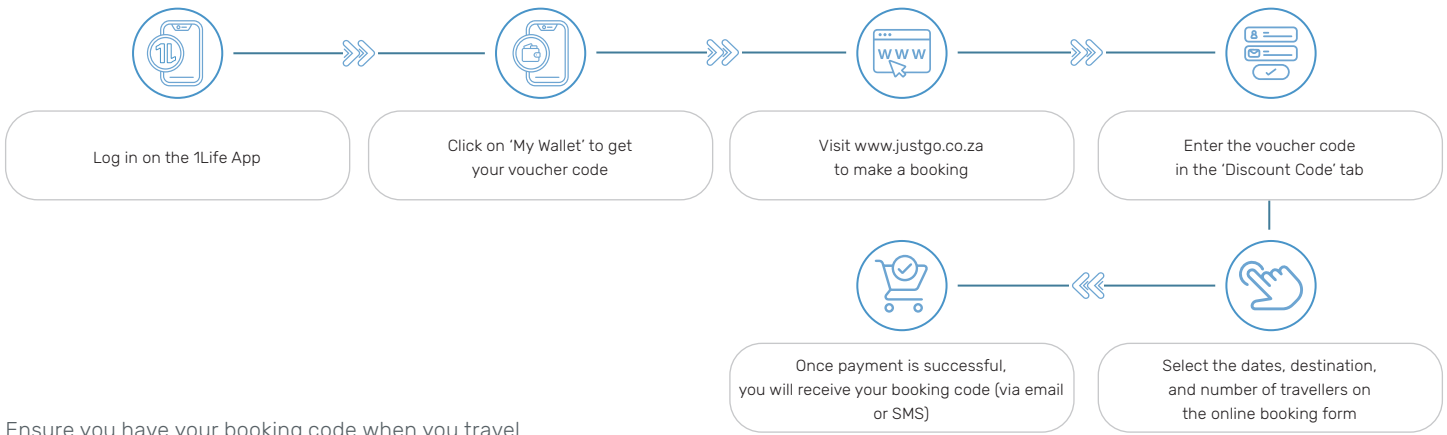 1L
Log in on the 1Life App
Click on ‘My Wallet’ to get
your voucher code
www
Visit www.justgo.co.za
to make a booking
Enter the voucher code
in the ‘Discount Code’ tab
Select the dates, destination,
and number of travellers on
the online booking form
Once payment is successful,
you will receive your booking code (via email
or SMS)
Ensure you have your booking code when you travel